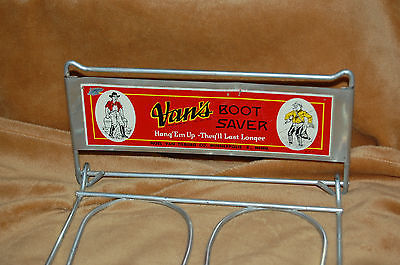 Van's BOOT
SAVER
Hang 'Em Up - They'll Last Longer